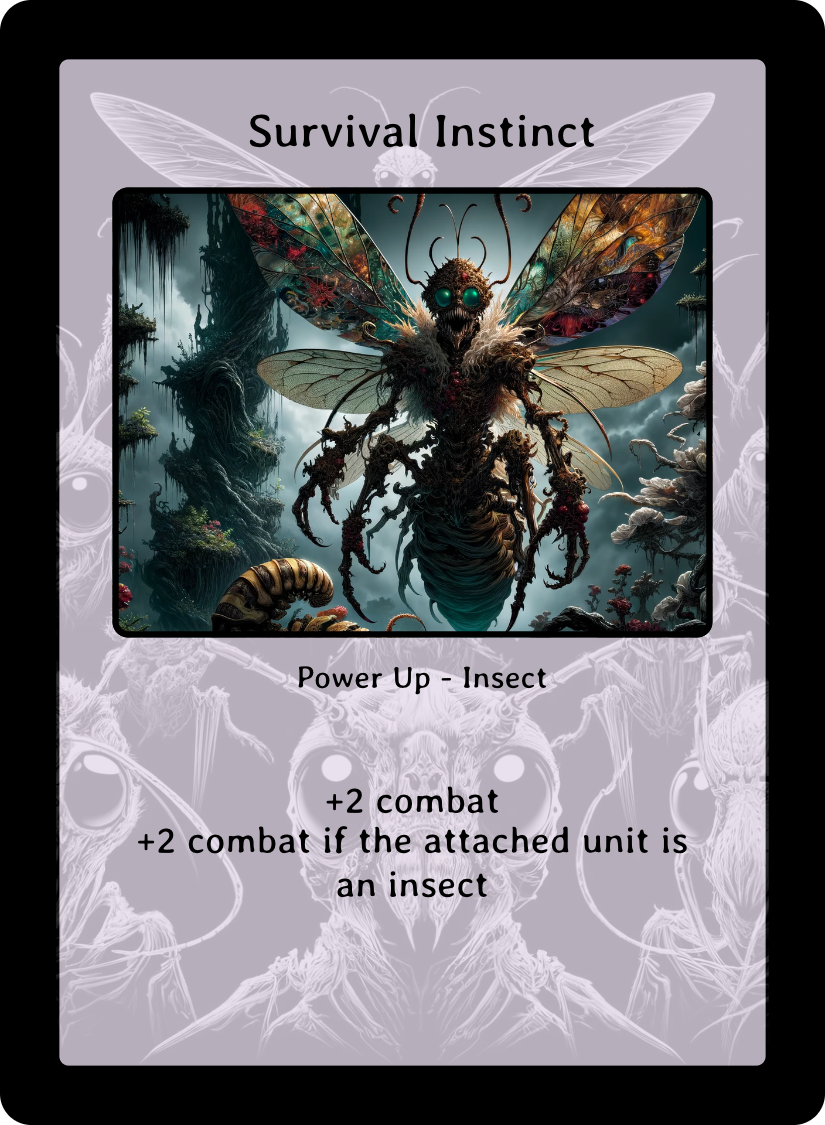 Survival Instinct
Power Up - Insect
+2 combat
+2 combat if the attached unit is
an insect